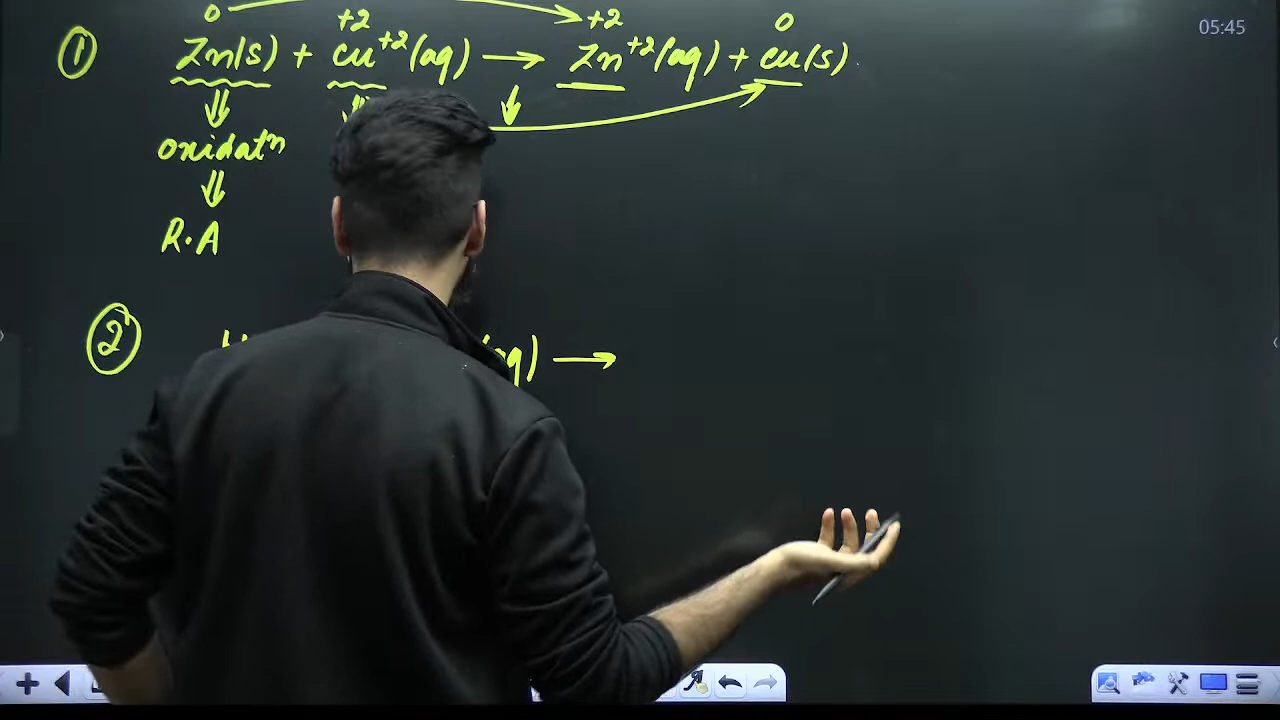 05:45
0 +2 +2 0
① Zn(s) + Cu+2(aq) → Zn+2(aq) + Cu(s).
⇓ ⇓ ↓
oxidatn
⇓
R.A
② aq) →